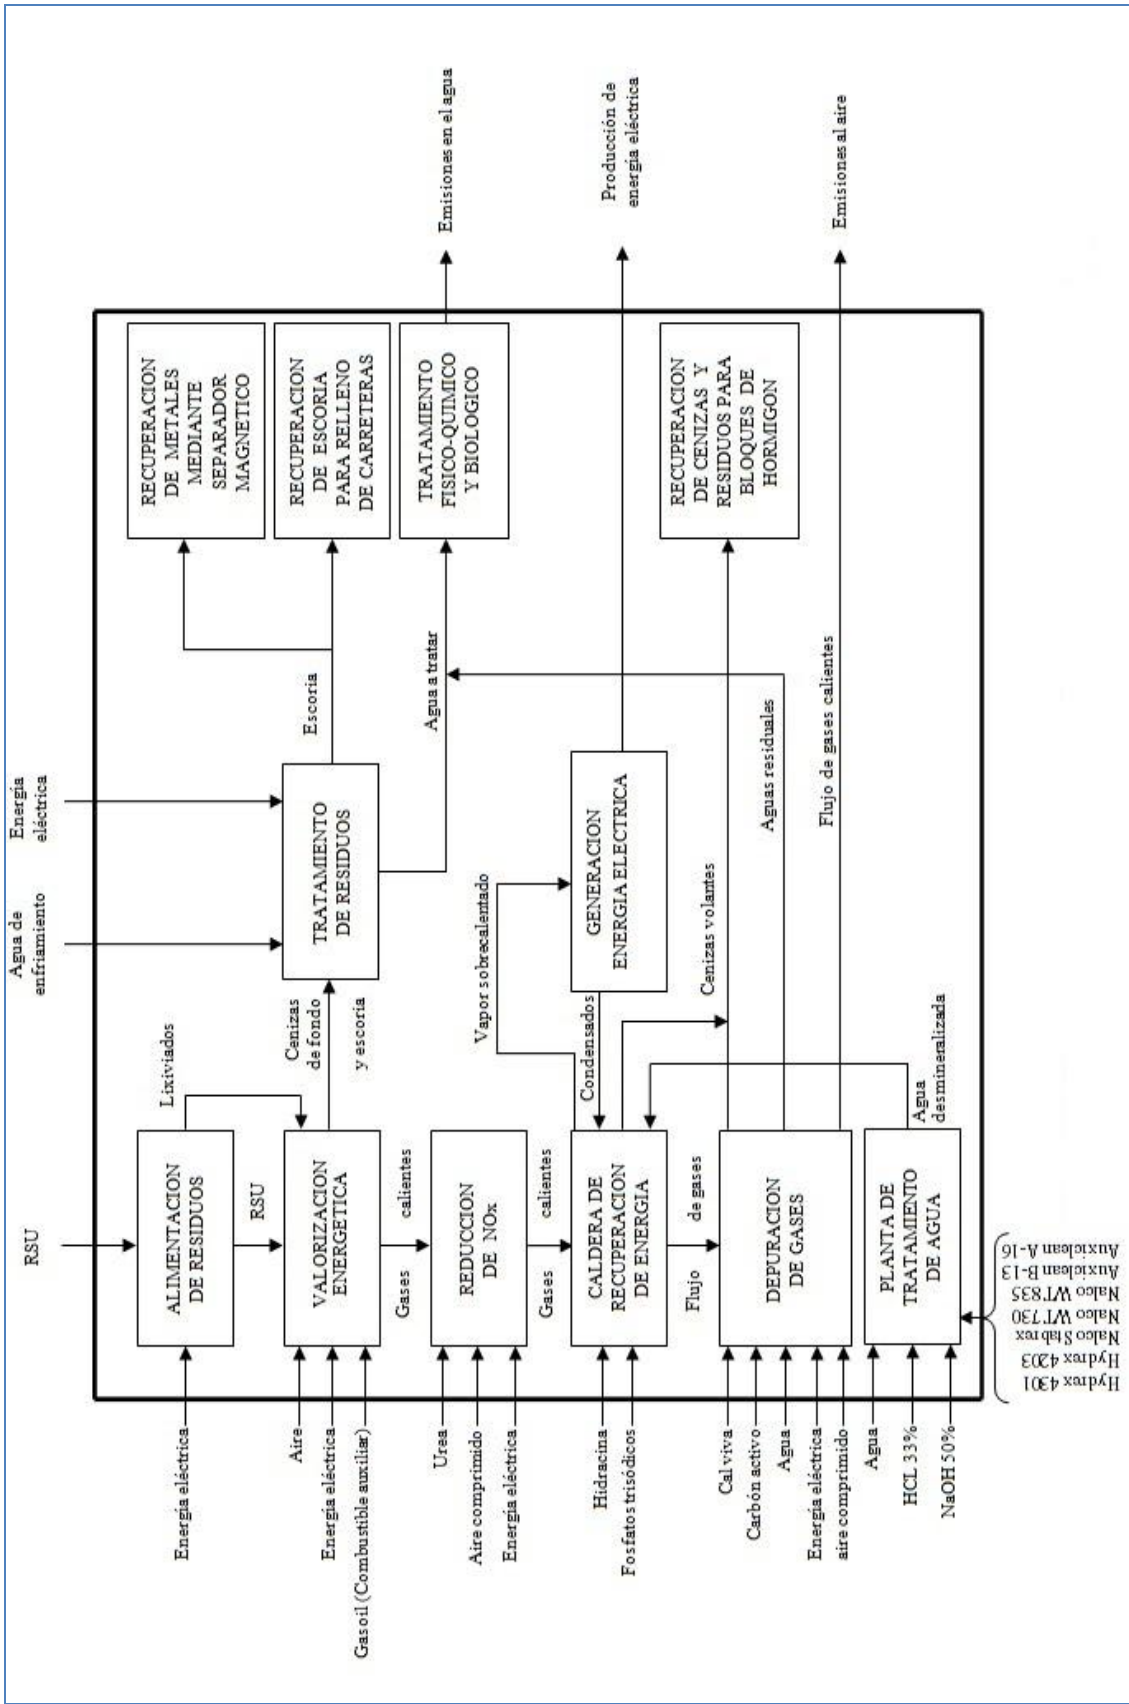 RSU
Agua de
enfriamiento
Energía
eléctrica
Energía eléctrica
ALIMENTACION
DE RESIDUOS
Lixiviados
RSU
RECUPERACION
DE METALES
MEDIANTE
SEPARADOR
MAGNETICO
Aire
Energía eléctrica
Gasoil (Combustible auxiliar)
VALORIZACION
ENERGETICA
Cenizas
de fondo
y escoria
TRATAMIENTO
DE RESIDUOS
Escoria
RECUPERACION
DE ESCORIA
PARA RELLENO
DE CARRETERAS
Gases calientes
Agua a tratar
TRATAMIENTO
FISICO-QUIMICO
Y BIOLOGICO
Emisiones en el agua
Urea
Aire comprimido
Energía eléctrica
REDUCCION
DE NOx
Vapor sobrecalentado
Gases calientes
Hidracina
Fosfatos trisódicos
CALDERA DE
RECUPERACION
DE ENERGIA
Condensados
GENERACION
ENERGIA ELECTRICA
Producción de
energía eléctrica
Flujo de gases
Cenizas volantes
RECUPERACION
DE CENIZAS Y
RESIDUOS PARA
BLOQUES DE
HORMIGON
Cal viva
Carbón activo
Agua
Energía eléctrica
aire comprimido
DEPURACION
DE GASES
Aguas residuales
Flujo de gases calientes
Emisiones al aire
Agua
HCL 33%
NaOH 50%
PLANTA DE
TRATAMIENTO
DE AGUA
Agua
desmineralizada
Hydrex 4301
Hydrex 4203
Nalco Stabrex
Nalco WT730
Nalco WT835
Auxiclean B-13
Auxiclean A-16